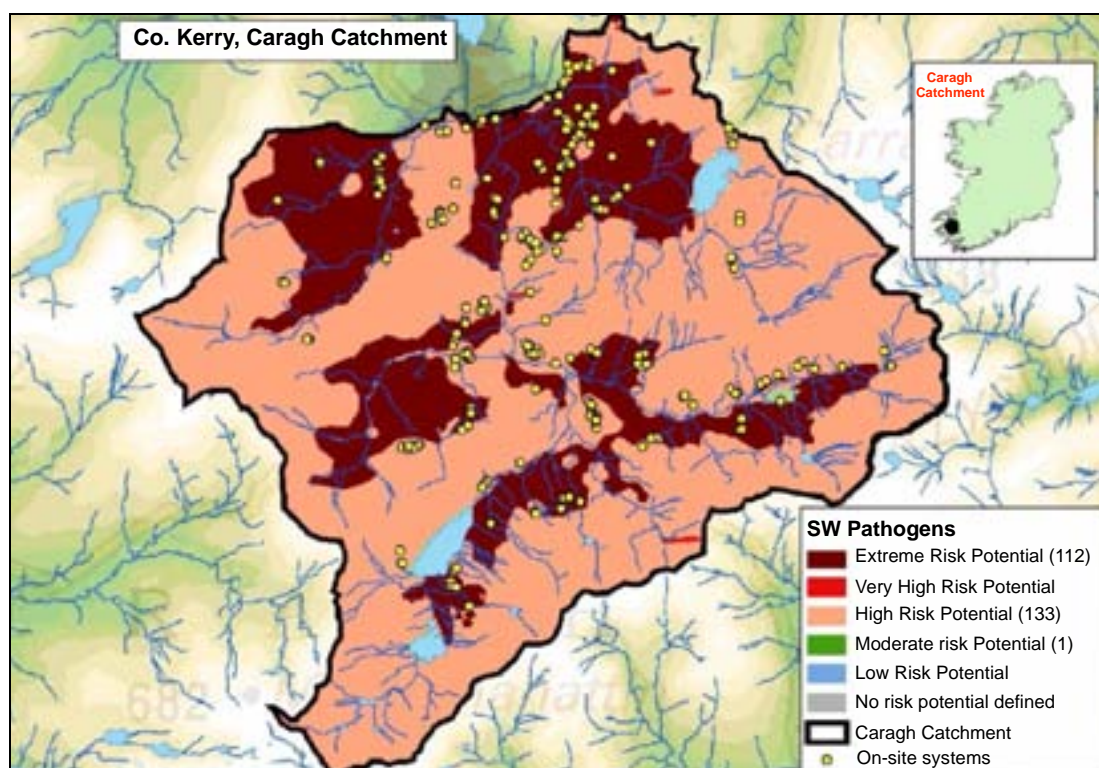 Co. Kerry, Caragh Catchment
Caragh
Catchment
682
SW Pathogens
Extreme Risk Potential (112)
Very High Risk Potential
High Risk Potential (133)
Moderate risk Potential (1)
Low Risk Potential
No risk potential defined
Caragh Catchment
On-site systems